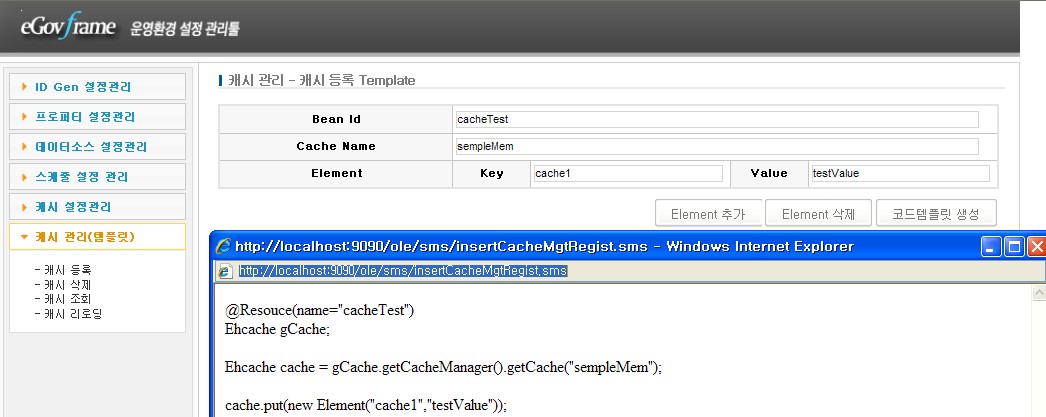 eGovframe 운영환경 설정 관리툴
ID Gen 설정관리
프로퍼티 설정관리
데이터소스 설정관리
스케줄 설정 관리
캐시 설정관리
캐시 관리(템플릿)
- 캐시 등록
- 캐시 삭제
- 캐시 조회
- 캐시 리로딩
캐시 관리 - 캐시 등록 Template
Bean Id cacheTest
Cache Name sempleMem
Element Key cache1 Value testValue
Element 추가 Element 삭제 코드템플릿 생성
http://localhost:9090/ole/sms/insertCacheMgtRegist.sms - Windows Internet Explorer
http://localhost:9090/ole/sms/insertCacheMgtRegist.sms
@Resouce(name="cacheTest")
Ehcache gCache;
Ehcache cache = gCache.getCacheManager().getCache("sempleMem");
cache.put(new Element("cache1","testValue"));